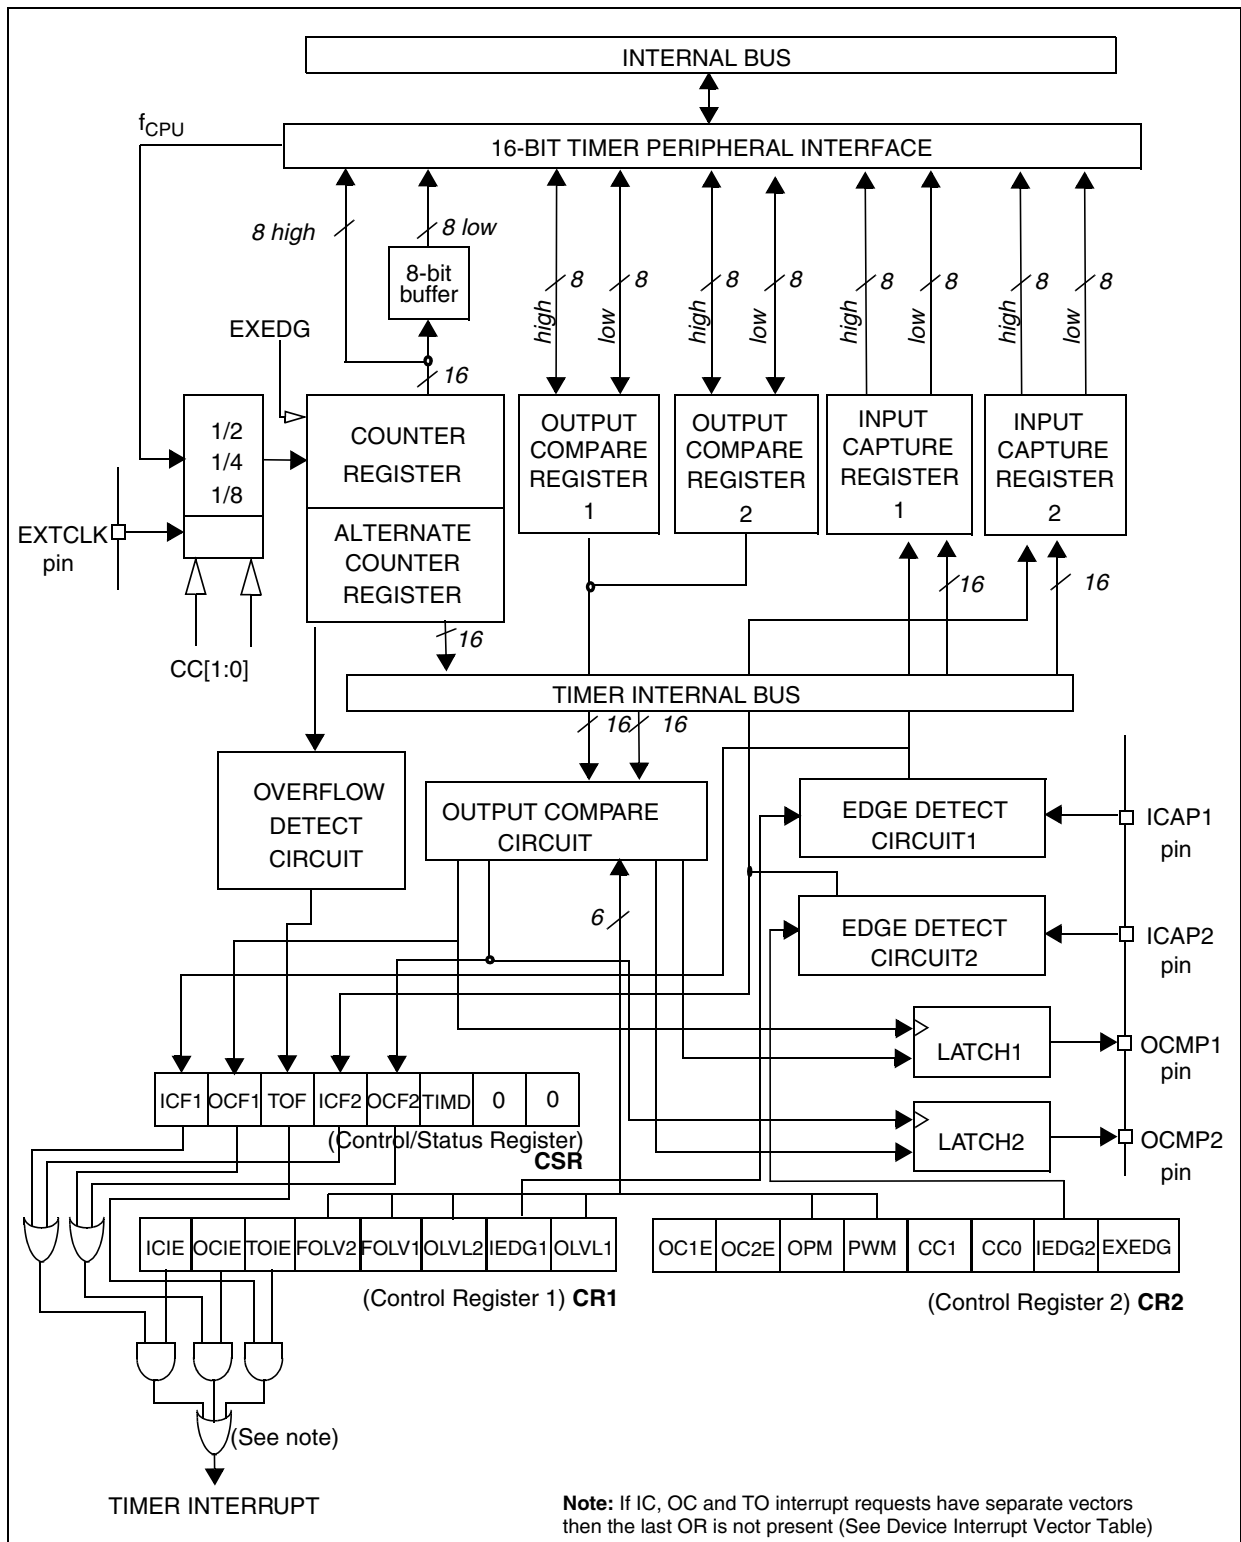 INTERNAL BUS
fCPU
16-BIT TIMER PERIPHERAL INTERFACE
8 high
8 low
8-bit
buffer
high
8
low
8
high
8
low
8
high
8
low
8
high
8
low
8
EXEDG
16
1/2
1/4
1/8
COUNTER
REGISTER
ALTERNATE
COUNTER
REGISTER
OUTPUT
COMPARE
REGISTER
1
OUTPUT
COMPARE
REGISTER
2
INPUT
CAPTURE
REGISTER
1
INPUT
CAPTURE
REGISTER
2
EXTCLK
pin
CC[1:0]
16
16
16
TIMER INTERNAL BUS
16
16
OVERFLOW
DETECT
CIRCUIT
OUTPUT COMPARE
CIRCUIT
EDGE DETECT
CIRCUIT1
ICAP1
pin
6
EDGE DETECT
CIRCUIT2
ICAP2
pin
LATCH1
OCMP1
pin
LATCH2
OCMP2
pin
ICF1 OCF1 TOF ICF2 OCF2 TIMD 0 0
(Control/Status Register)
CSR
ICIE OCIE TOIE FOLV2 FOLV1 OLVL2 IEDG1 OLVL1
(Control Register 1) CR1
OC1E OC2E OPM PWM CC1 CC0 IEDG2 EXEDG
(Control Register 2) CR2
(See note)
TIMER INTERRUPT
Note: If IC, OC and TO interrupt requests have separate vectors
then the last OR is not present (See Device Interrupt Vector Table)